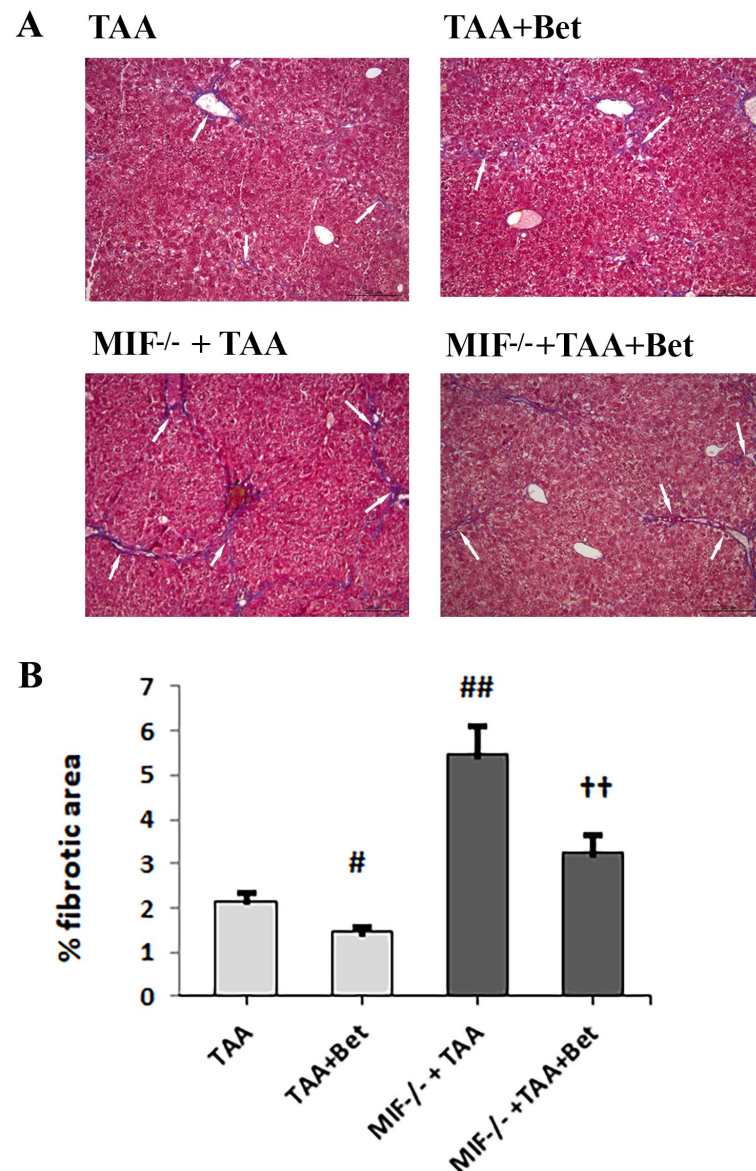 A TAA TAA+Bet
MIF-/- + TAA MIF-/-+TAA+Bet
B
7
6
5
4
3
2
1
0
% fibrotic area
#
##
††
TAA
TAA+Bet
MIF-/- + TAA
MIF-/- +TAA+Bet